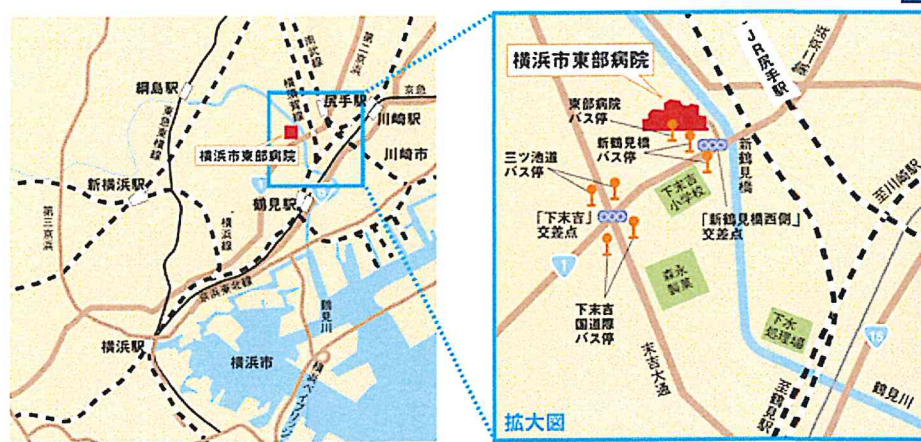 南武線
第二京浜
横須賀線
綱島駅
東急東横線
尻手駅
京急
川崎駅
横浜市東部病院
川崎市
新横浜駅
1
15
鶴見駅
横浜線
第三京浜
京浜東北線
鶴見川
横浜駅
横浜市
横浜ベイブリッジ
横浜市東部病院
JR尻手駅
第二京浜
東部病院
バス停
新鶴見橋
バス停
新鶴見橋
三ツ池道
バス停
下末吉
小学校
至川崎駅
「下末吉」
交差点
「新鶴見橋西側」
交差点
1
森永
製菓
下末吉
国道際
バス停
下水
処理場
15
末吉大通
至鶴見駅
鶴見川
拡大図